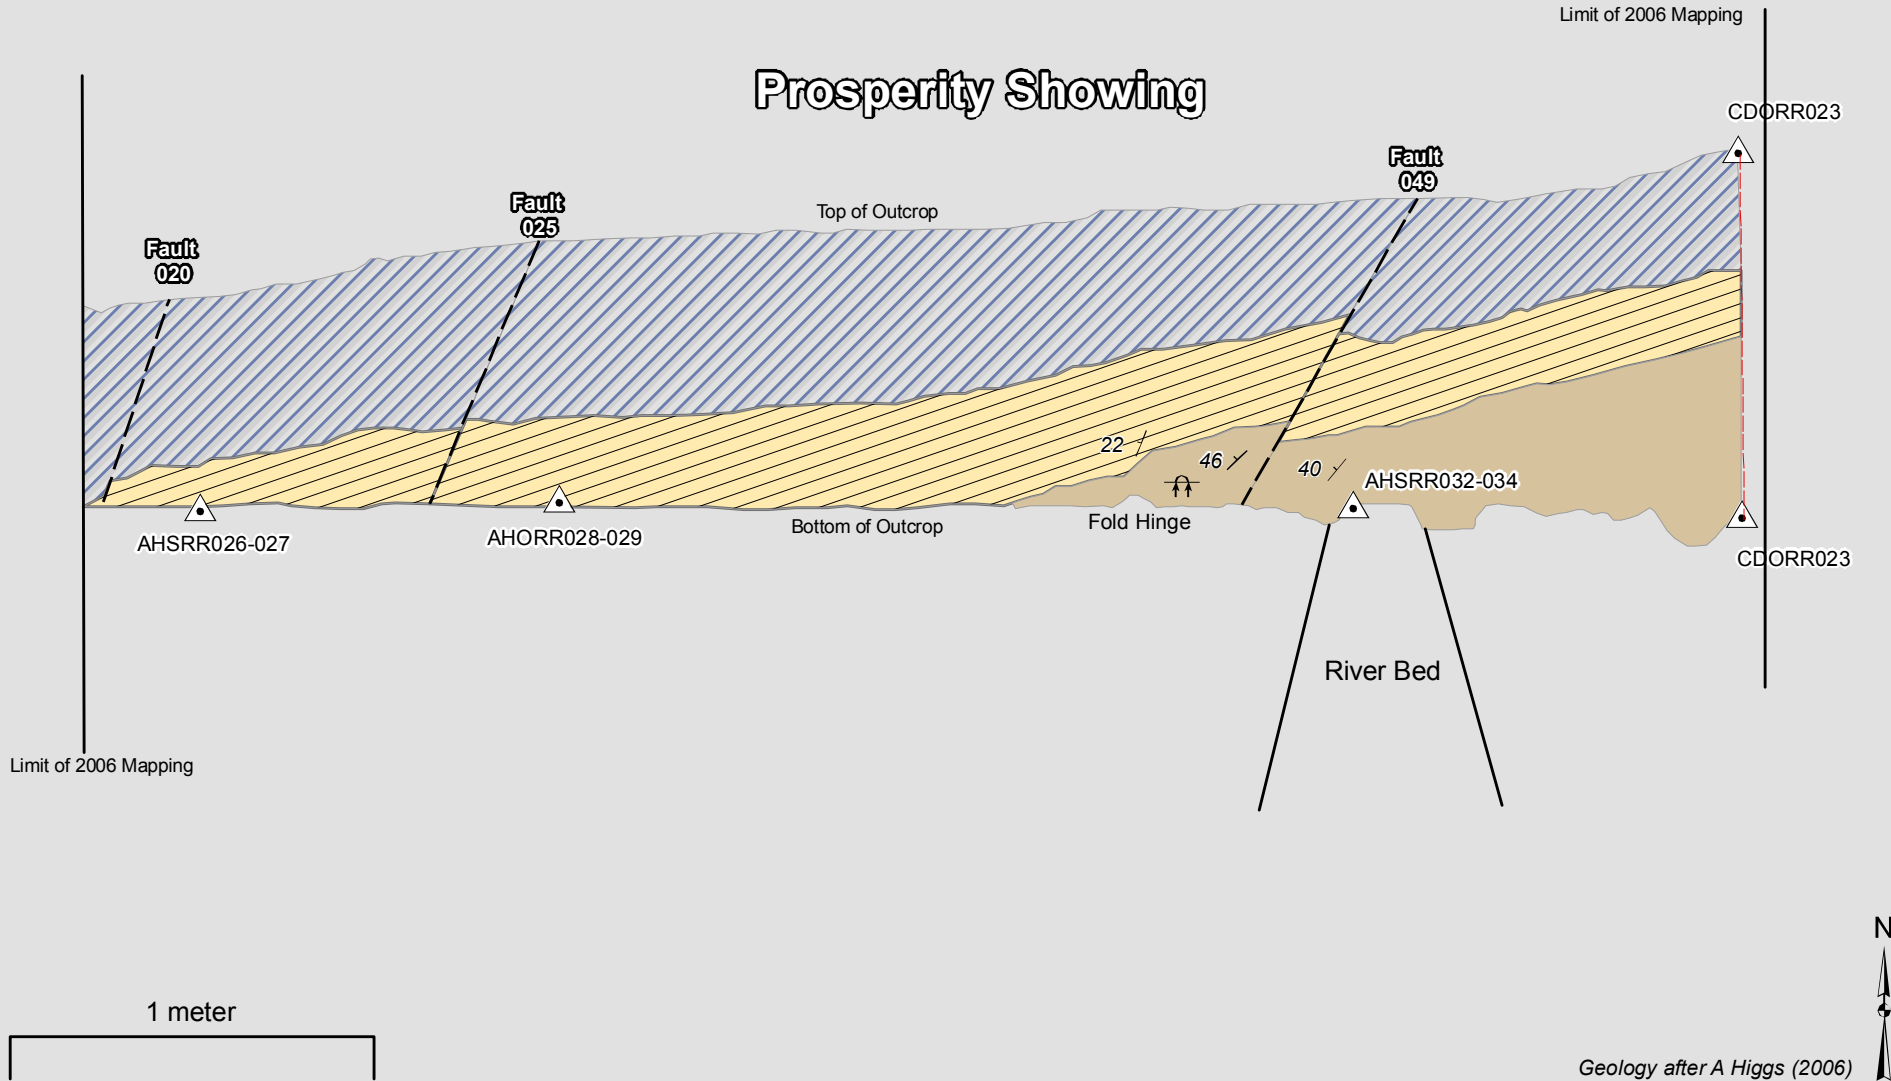 Limit of 2006 Mapping
Prosperity Showing
CDORR023
Fault
049
Fault
025
Top of Outcrop
Fault
020
22
46
40
AHSRR032-034
Fold Hinge
Bottom of Outcrop
AHORR028-029
AHSRR026-027
CDORR023
River Bed
Limit of 2006 Mapping
N
1 meter
Geology after A Higgs (2006)